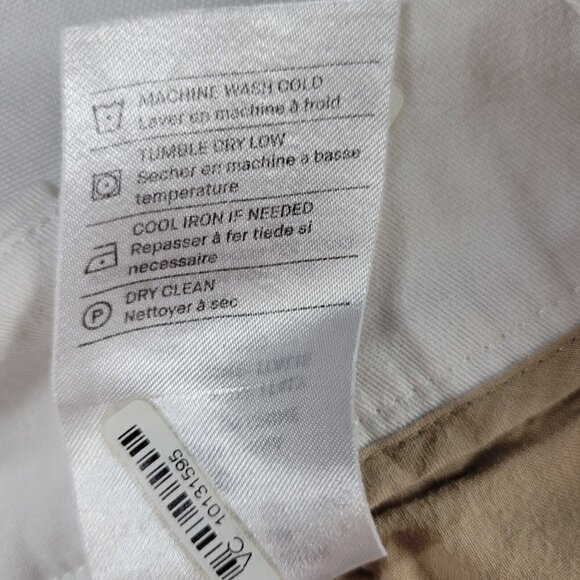 MACHINE WASH COLD
Laver en machine à froid
TUMBLE DRY LOW
Secher en machine a basse
temperature
COOL IRON IF NEEDED
Repasser à fer tiede si
necessaire
P
DRY CLEAN
Nettoyer à sec
10131595
VC